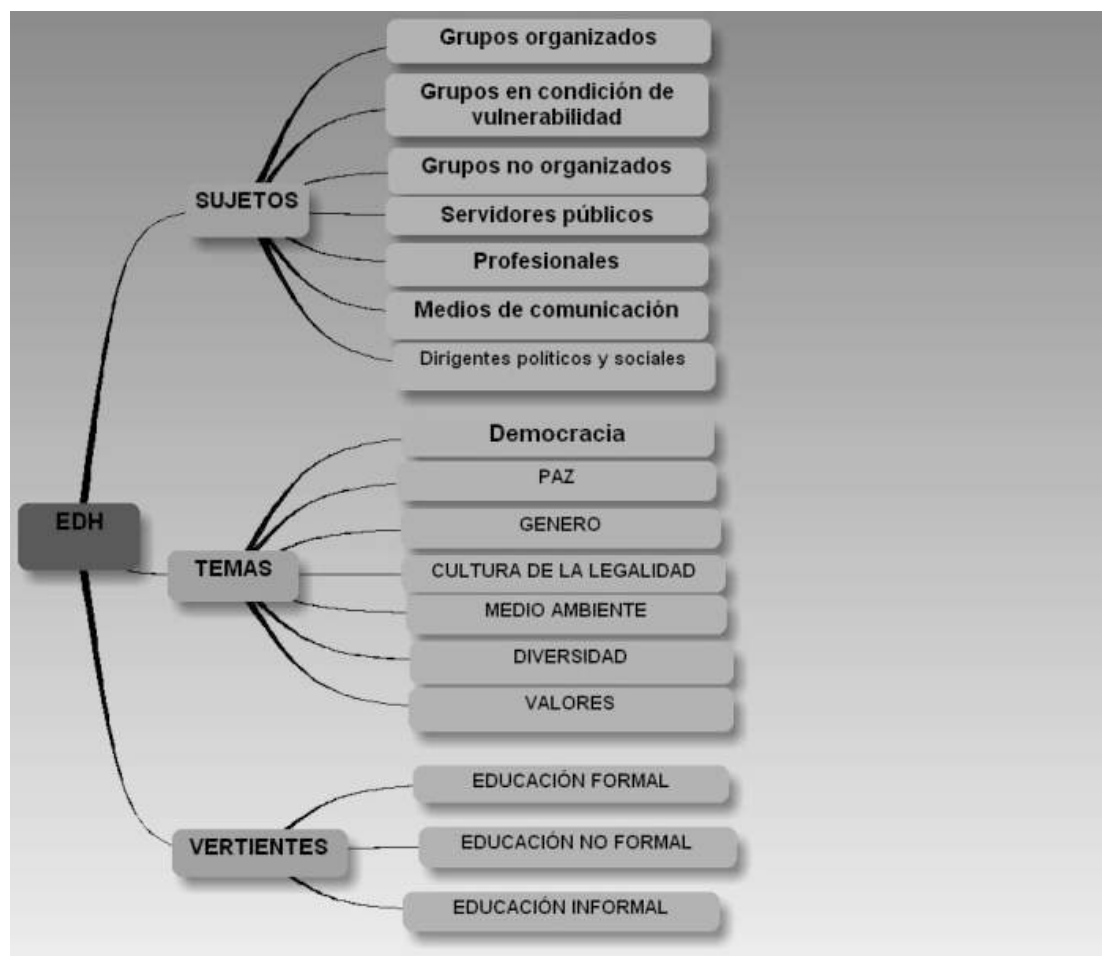 Grupos organizados
Grupos en condición de
vulnerabilidad
Grupos no organizados
SUJETOS
Servidores públicos
Profesionales
Medios de comunicación
Dirigentes políticos y sociales
Democracia
PAZ
EDH
GENERO
TEMAS
CULTURA DE LA LEGALIDAD
MEDIO AMBIENTE
DIVERSIDAD
VALORES
EDUCACIÓN FORMAL
VERTIENTES
EDUCACIÓN NO FORMAL
EDUCACIÓN INFORMAL